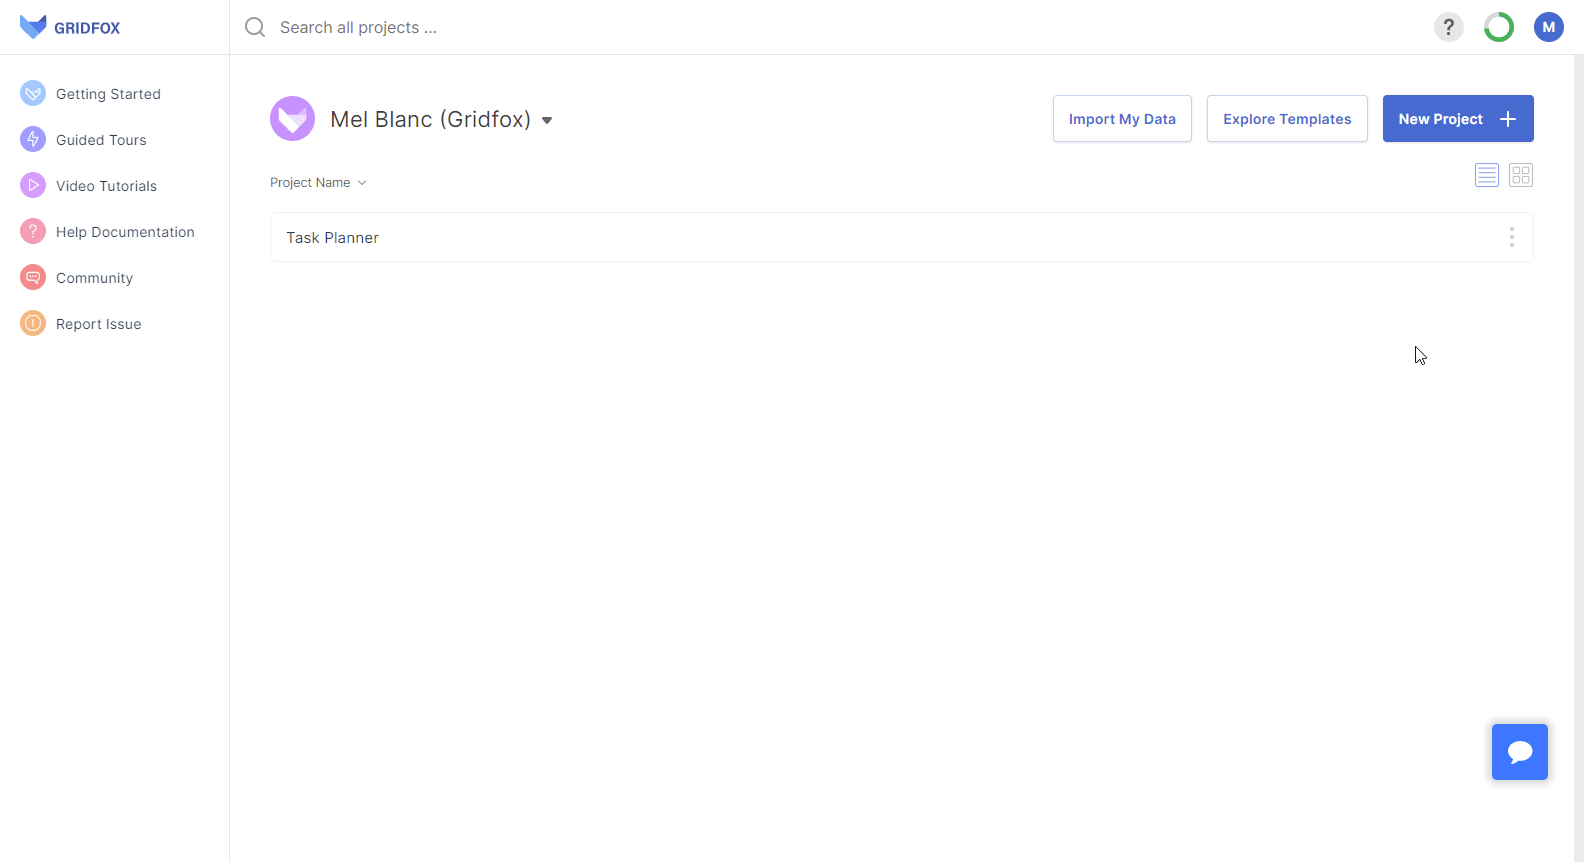 GRIDFOX
Search all projects ...
?
M
Getting Started
Guided Tours
Video Tutorials
Help Documentation
Community
Report Issue
Mel Blanc (Gridfox)
Import My Data
Explore Templates
New Project
Project Name
Task Planner